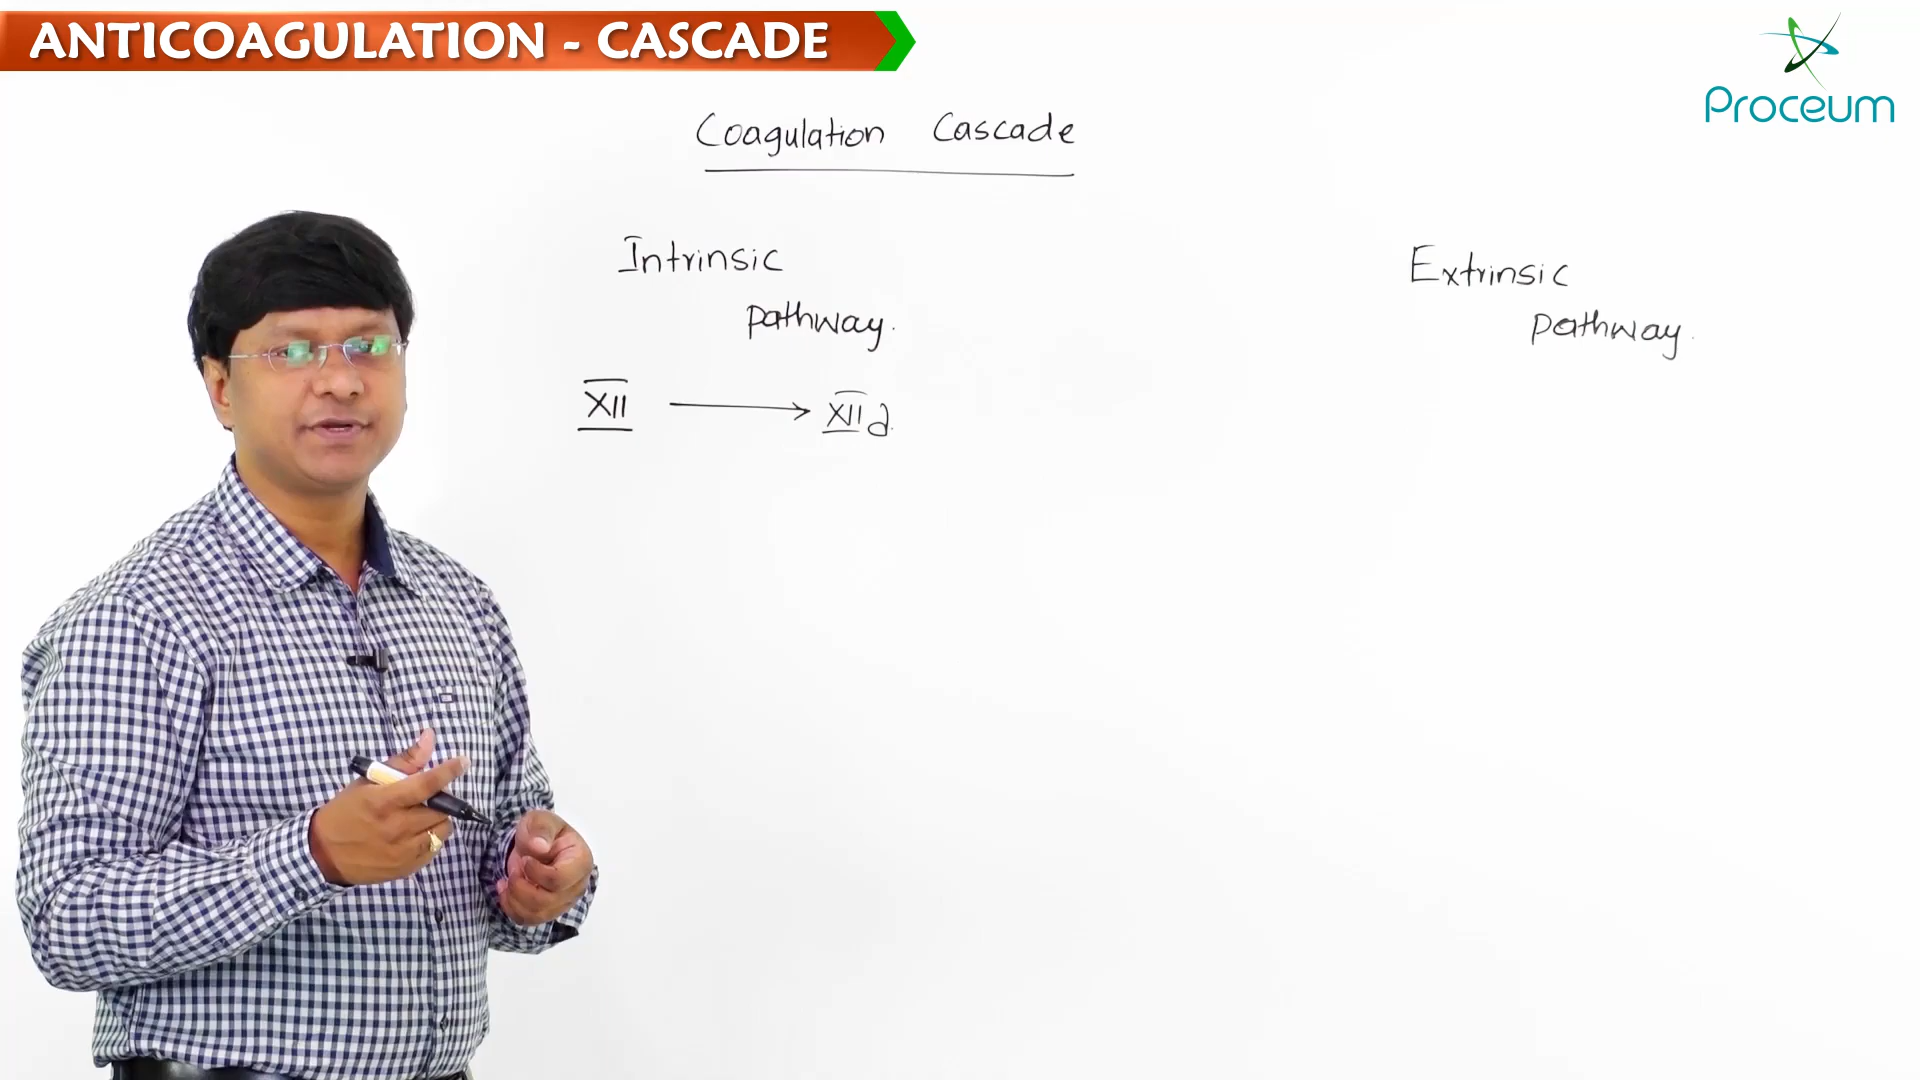 ANTICOAGULATION - CASCADE
Proceum
Coagulation Cascade
Intrinsic
pathway.
Extrinsic
pathway.
XII → XIIa